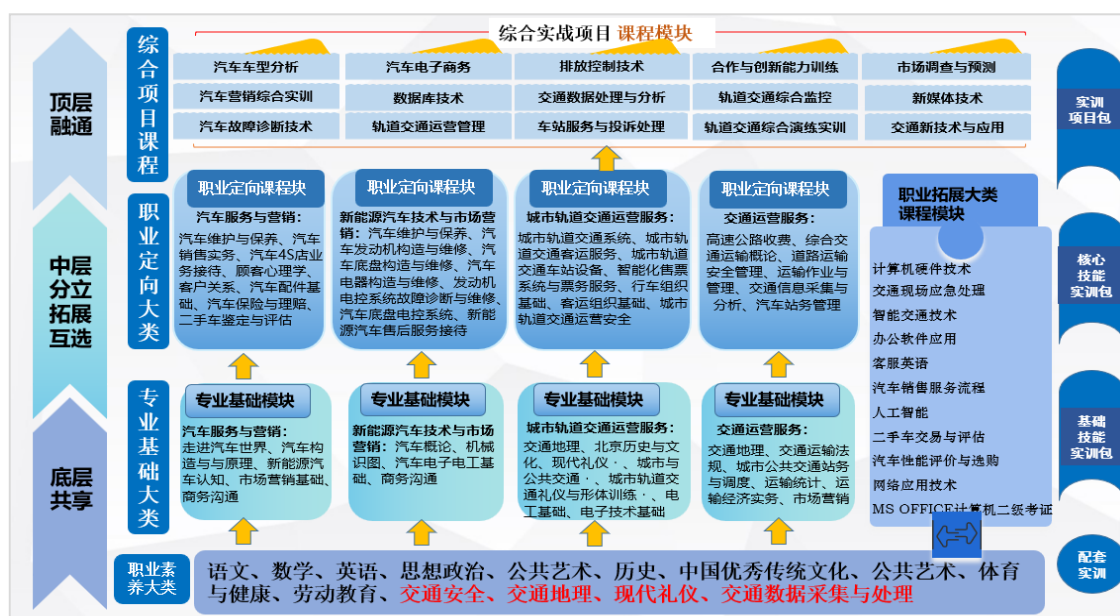 综合实战项目 课程模块
顶层
融通
综合项目课程
汽车车型分析
汽车电子商务
排放控制技术
合作与创新能力训练
市场调查与预测
汽车营销综合实训
数据库技术
交通数据处理与分析
轨道交通综合监控
新媒体技术
汽车故障诊断技术
轨道交通运营管理
车站服务与投诉处理
轨道交通综合演练实训
交通新技术与应用
实训
项目包
中层
分立
拓展
互选
职业定向大类
职业定向课程块
汽车服务与营销：
汽车维护与保养、汽车
销售实务、汽车4S店业
务接待、顾客心理学、
客户关系、汽车配件基
础、汽车保险与理赔、
二手车鉴定与评估
职业定向课程块
新能源汽车技术与市场营
销：汽车维护与保养、汽
车发动机构造与维修、汽
车底盘构造与维修、汽车
电器构造与维修、发动机
电控系统故障诊断与维修、
汽车底盘电控系统、新能
源汽车售后服务接待
职业定向课程块
城市轨道交通运营服务：
城市轨道交通系统、城市轨
道交通客运服务、城市轨道
交通车站设备、智能化售票
系统与票务服务、行车组织
基础、客运组织基础、城市
轨道交通运营安全
职业定向课程块
交通运营服务：
高速公路收费、综合交
通运输概论、道路运输
安全管理、运输作业与
管理、交通信息采集与
分析、汽车站务管理
职业拓展大类
课程模块
计算机硬件技术
交通现场应急处理
智能交通技术
办公软件应用
客服英语
汽车销售服务流程
人工智能
二手车交易与评估
汽车性能评价与选购
网络应用技术
MS OFFICE计算机二级考证
核心
技能
实训包
底层
共享
专业基础大类
专业基础模块
汽车服务与营销：
走进汽车世界、汽车构
造与与原理、新能源汽
车认知、市场营销基础、
商务沟通
专业基础模块
新能源汽车技术与市场
营销：汽车概论、机械
识图、汽车电子电工基
础、商务沟通
专业基础模块
城市轨道交通运营服务：
交通地理、北京历史与文
化、现代礼仪·、城市与
公共交通·、城市轨道交
通礼仪与形体训练·、电
工基础、电子技术基础
专业基础模块
交通运营服务：
交通地理、交通运输法
规、城市公共交通站务
与调度、运输统计、运
输经济实务、市场营销
基础
技能
实训包
职业素
养大类
语文、数学、英语、思想政治、公共艺术、历史、中国优秀传统文化、公共艺术、体育
与健康、劳动教育、交通安全、交通地理、现代礼仪、交通数据采集与处理
配套
实训